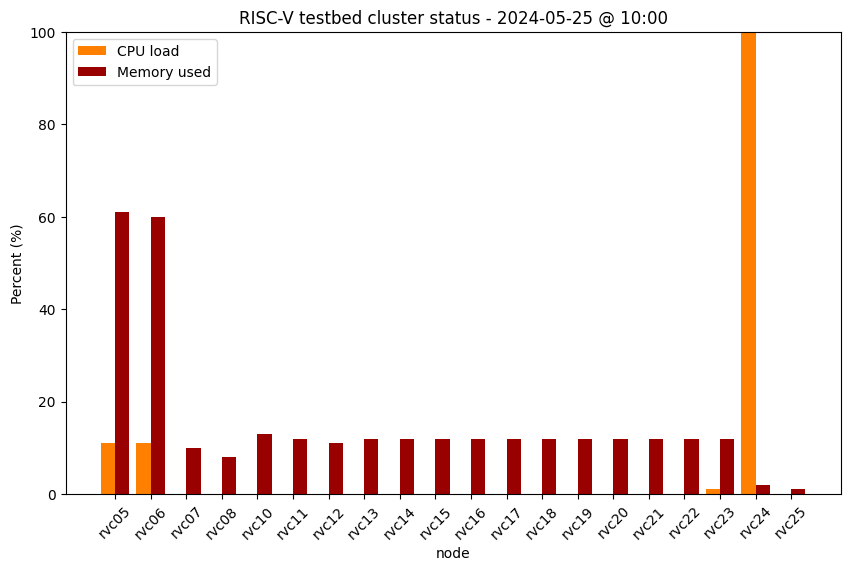 RISC-V testbed cluster status - 2024-05-25 @ 10:00
CPU load
Memory used
Percent (%)
100
80
60
40
20
0
rvc05
rvc06
rvc07
rvc08
rvc10
rvc11
rvc12
rvc13
rvc14
rvc15
rvc16
rvc17
rvc18
rvc19
rvc20
rvc21
rvc22
rvc23
rvc24
rvc25
node